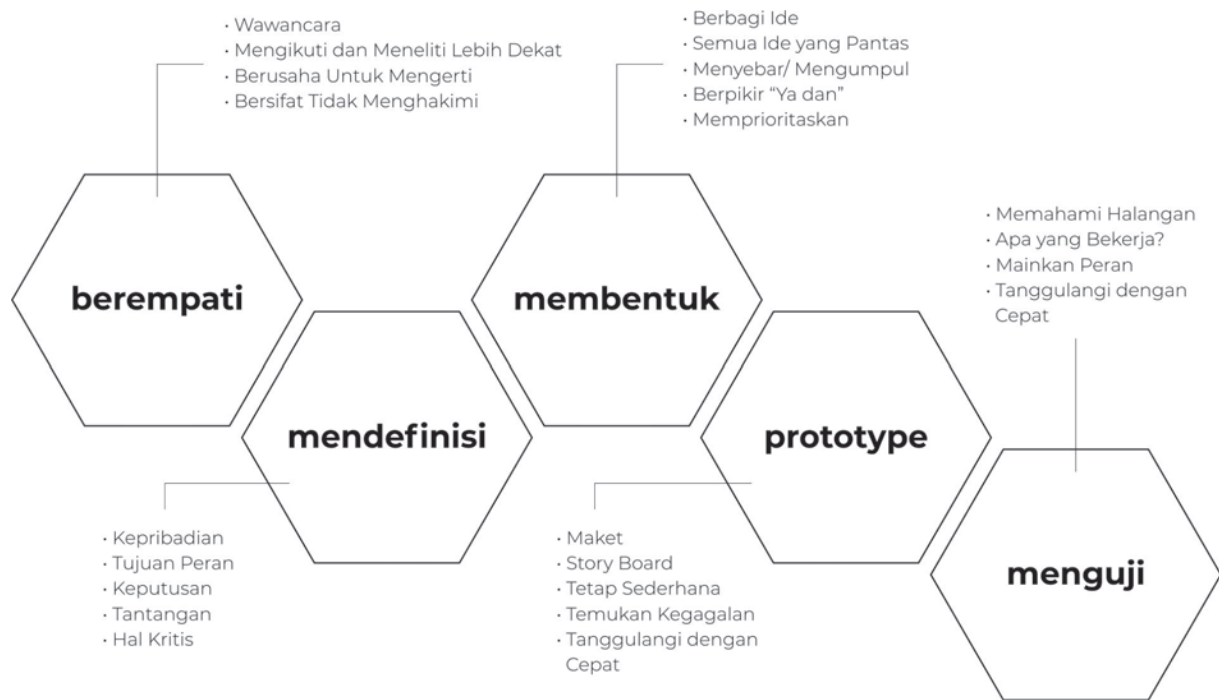 · Wawancara
· Mengikuti dan Meneliti Lebih Dekat
· Berusaha Untuk Mengerti
· Bersifat Tidak Menghakimi
berempati
mendefinisi
· Kepribadian
· Tujuan Peran
· Keputusan
· Tantangan
· Hal Kritis
· Berbagi Ide
· Semua Ide yang Pantas
· Menyebar/ Mengumpul
· Berpikir “Ya dan”
· Memprioritaskan
membentuk
prototype
· Maket
· Story Board
· Tetap Sederhana
· Temukan Kegagalan
· Tanggulangi dengan
Cepat
· Memahami Halangan
· Apa yang Bekerja?
· Mainkan Peran
· Tanggulangi dengan
Cepat
menguji